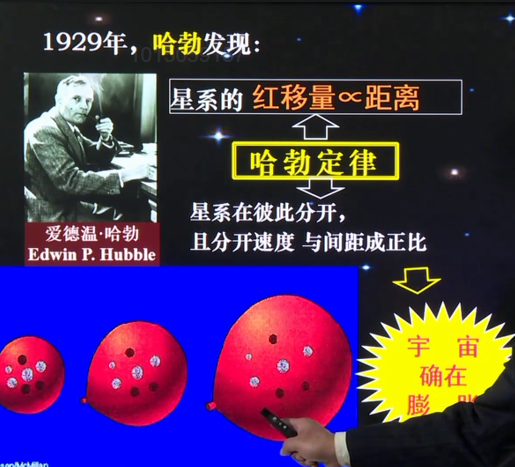 1929年，哈勃发现：
星系的 红移量∝距离
哈勃定律
星系在彼此分开，
且分开速度 与间距成正比
爱德温·哈勃
Edwin P. Hubble
宇 宙
确在
膨 胀